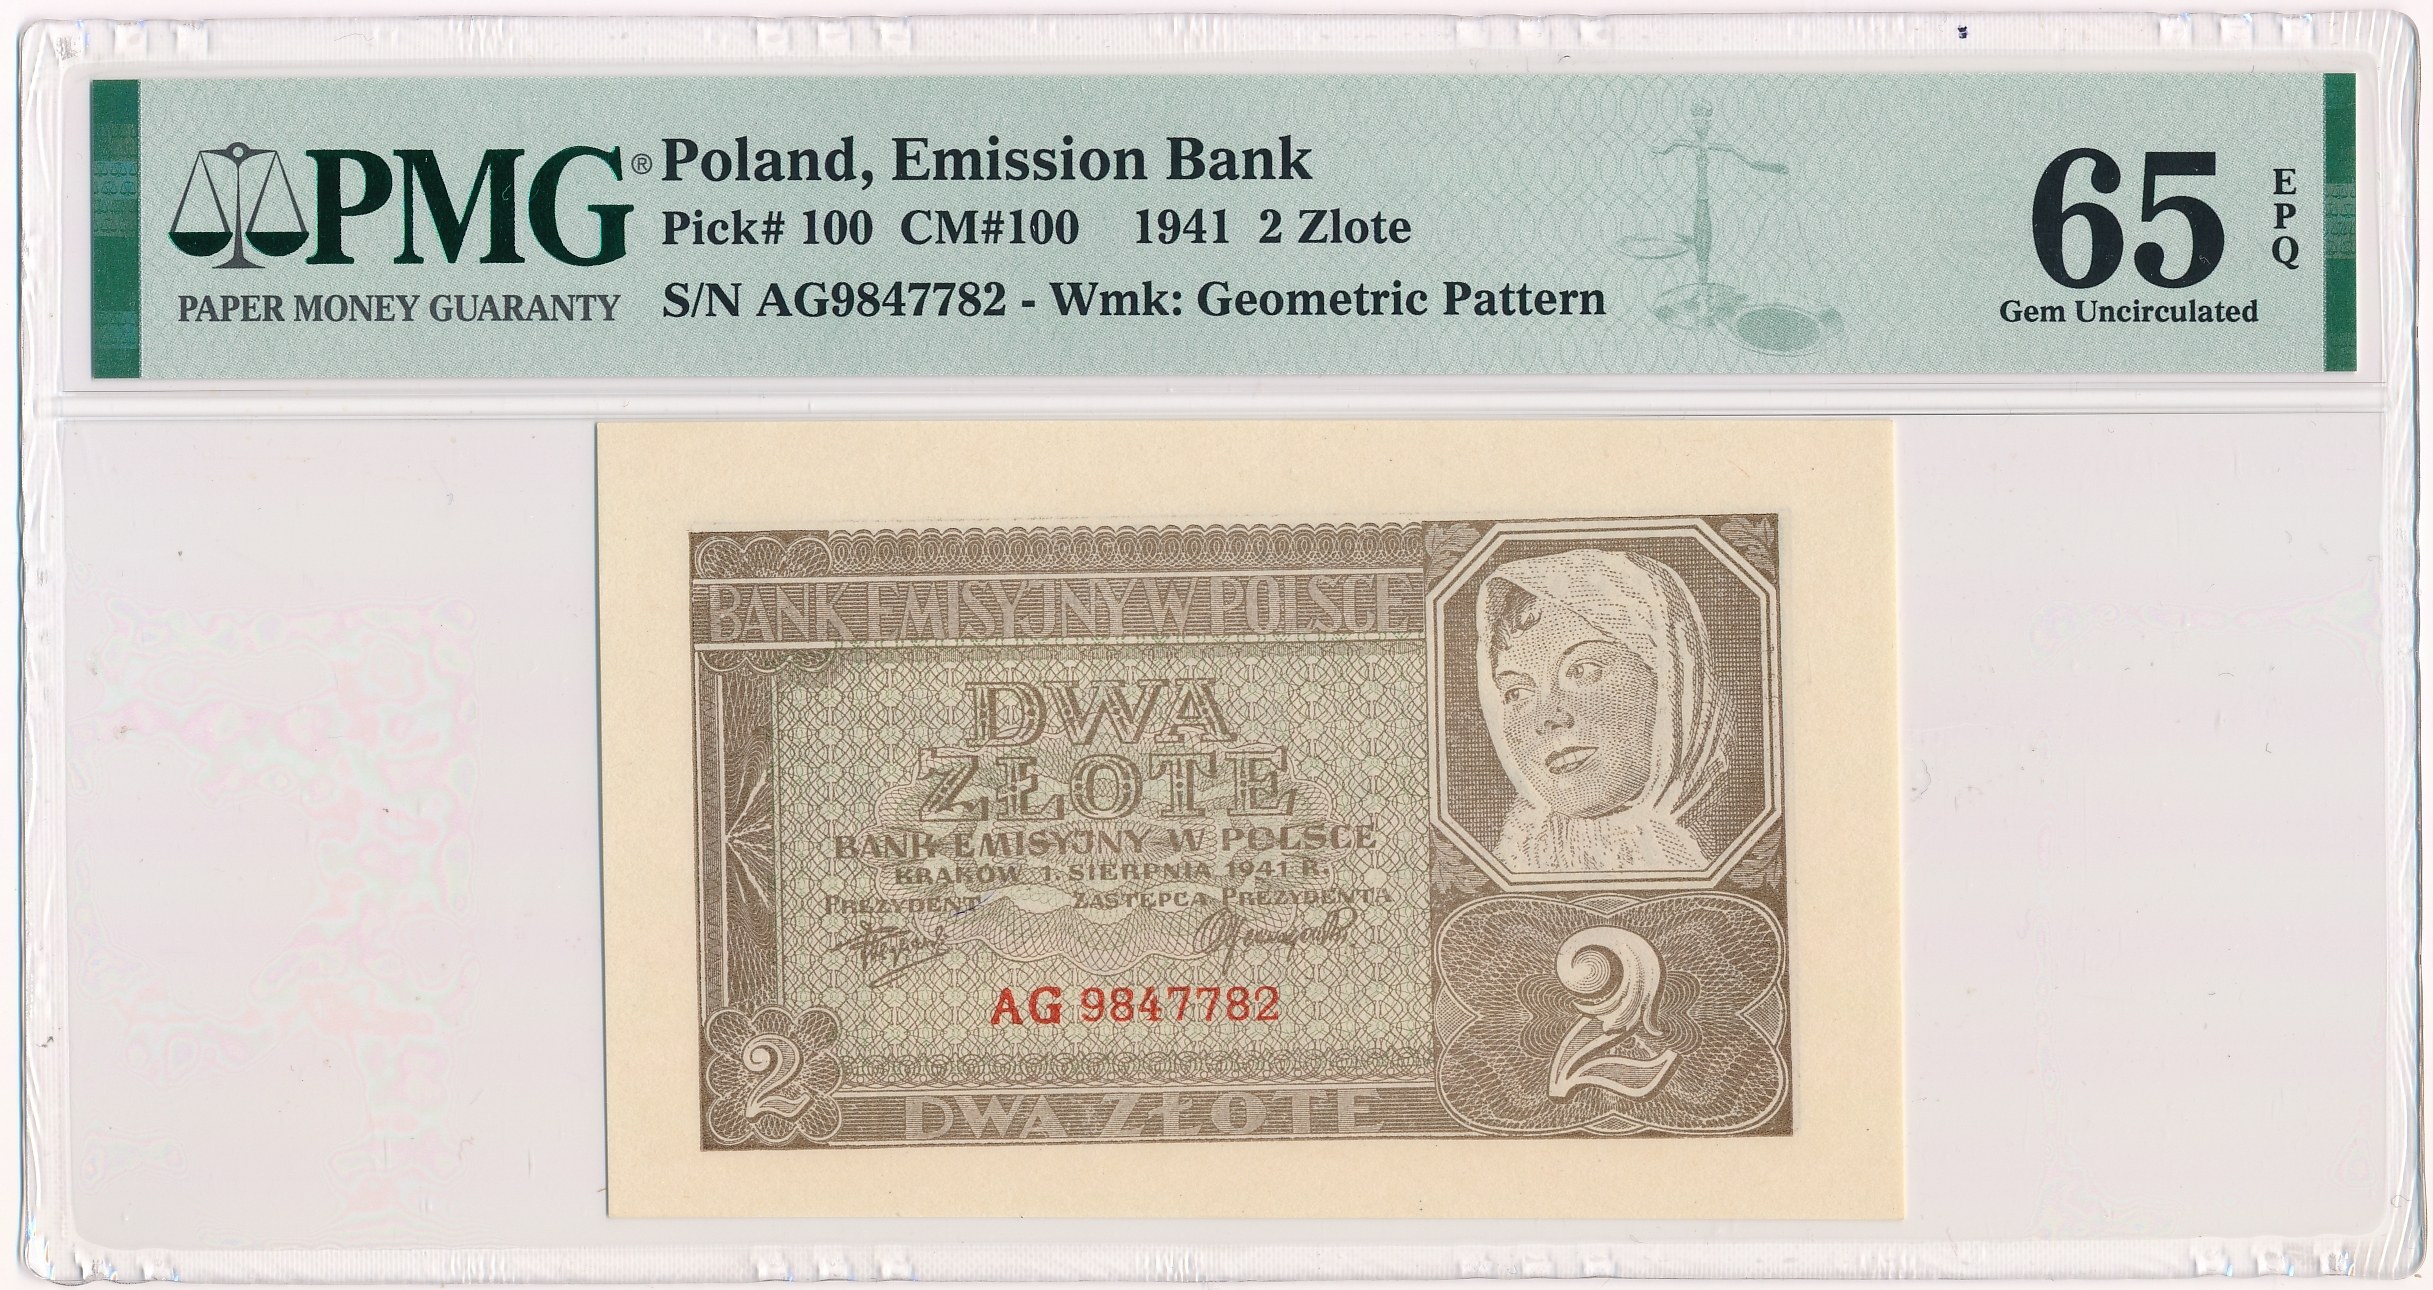 PMG®
PAPER MONEY GUARANTY
Poland, Emission Bank
Pick# 100 CM#100 1941 2 Zlote
S/N AG9847782 - Wmk: Geometric Pattern
65
EPQ
Gem Uncirculated
BANK EMISYJNY W POLSCE
DWA
ZŁOTE
BANK EMISYJNY W POLSCE
KRAKÓW 1. SIERPNIA 1941 R.
PREZYDENT ZASTĘPCA PREZYDENTA
AG 9847782
2
2
DWA ZŁOTE